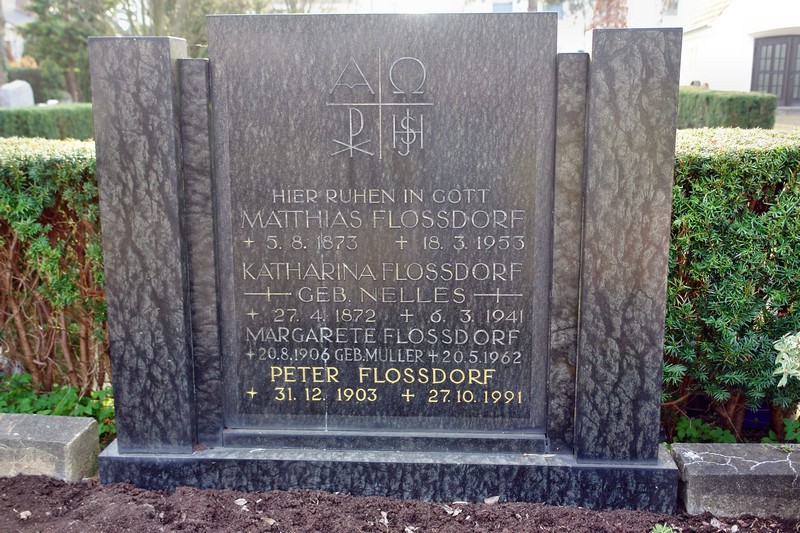 Α Ω
☧ IHS
HIER RUHEN IN GOTT
MATTHIAS FLOSSDORF
+ 5. 8. 1873 + 18. 3. 1953
KATHARINA FLOSSDORF
GEB. NELLES
+ 27. 4. 1872 + 6. 3. 1941
MARGARETE FLOSSDORF
+20.8.1906 GEB.MÜLLER +20.5.1962
PETER FLOSSDORF
+ 31. 12. 1903 + 27.10. 1991